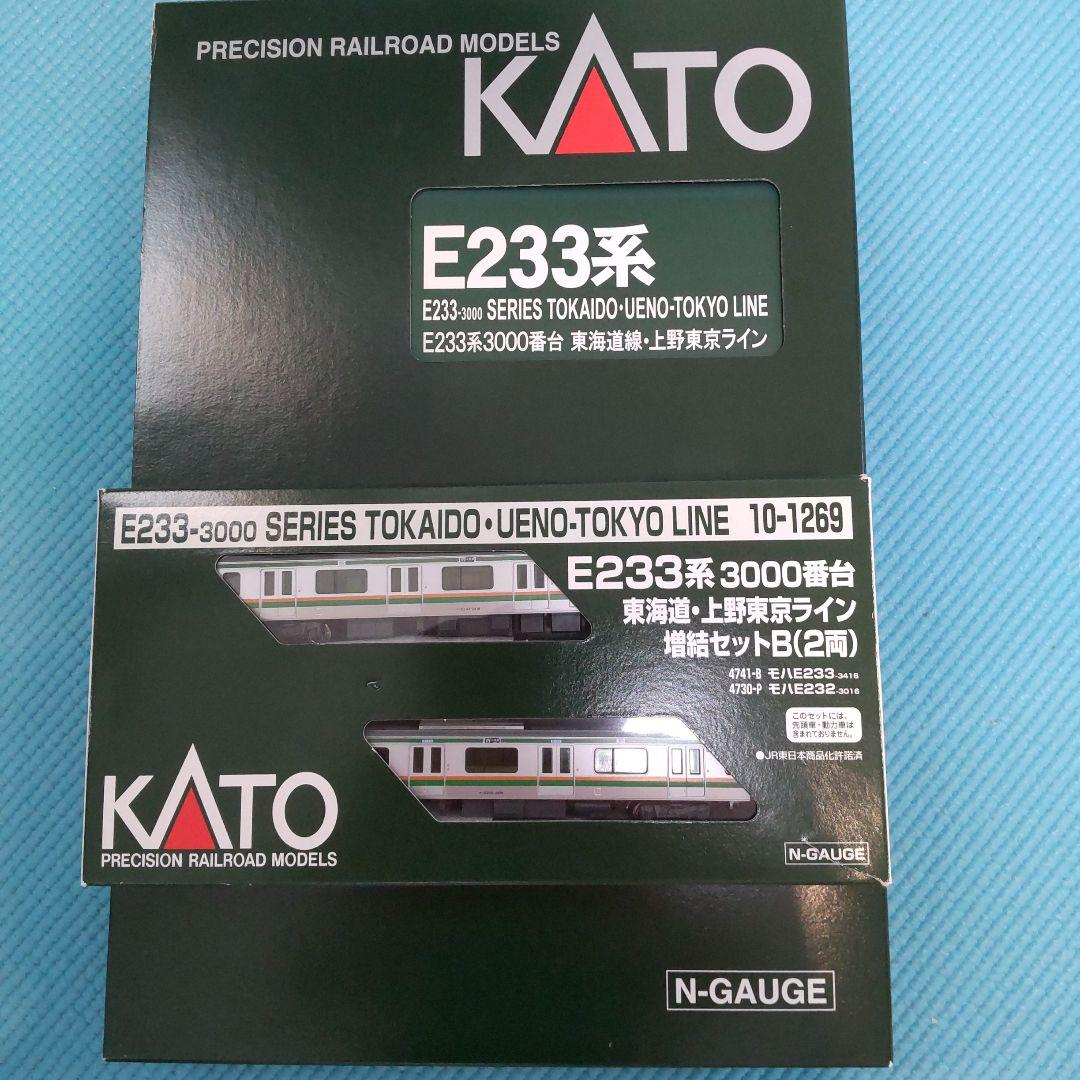 PRECISION RAILROAD MODELS
KATO
E233系
E233-3000 SERIES TOKAIDO･UENO-TOKYO LINE
E233系3000番台 東海道線･上野東京ライン
E233-3000 SERIES TOKAIDO･UENO-TOKYO LINE 10-1269
E233系 3000番台
東海道･上野東京ライン
増結セットB(2両)
4741-B モハE233-3416
4730-P モハE232-3016
このセットには、
先頭車･動力車は
含まれておりません。
●JR東日本商品化許諾済
KATO
PRECISION RAILROAD MODELS
N-GAUGE
N-GAUGE